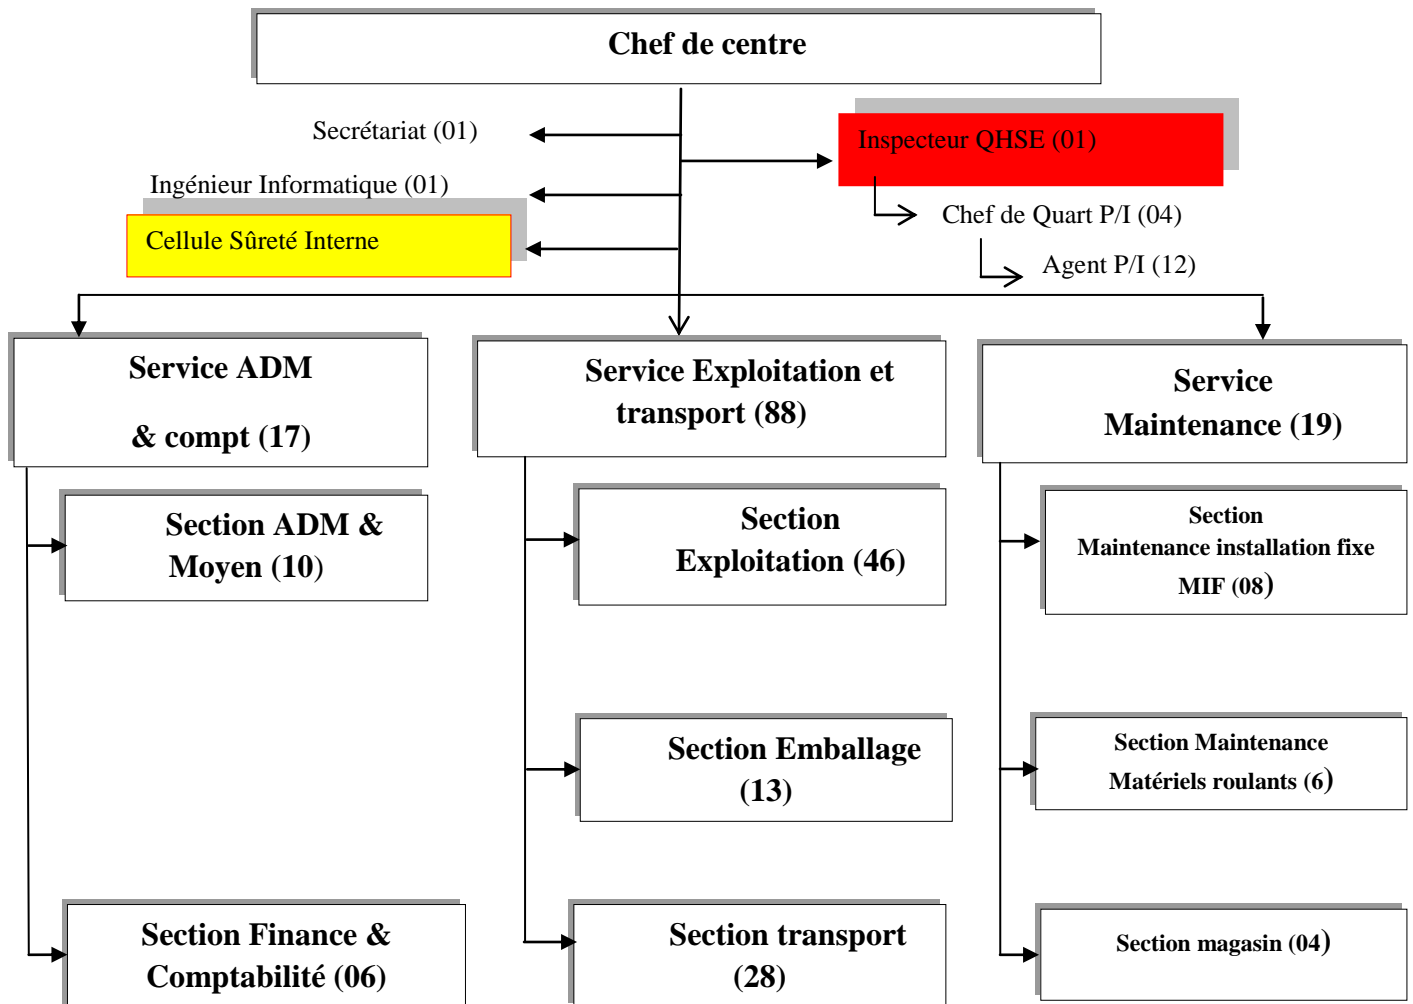 Chef de centre
Secrétariat (01)
Inspecteur QHSE (01)
Ingénieur Informatique (01)
Chef de Quart P/I (04)
Cellule Sûreté Interne
Agent P/I (12)
Service ADM
& compt (17)
Service Exploitation et
transport (88)
Service
Maintenance (19)
Section ADM &
Moyen (10)
Section
Exploitation (46)
Section
Maintenance installation fixe
MIF (08)
Section Emballage
(13)
Section Maintenance
Matériels roulants (6)
Section Finance &
Comptabilité (06)
Section transport
(28)
Section magasin (04)